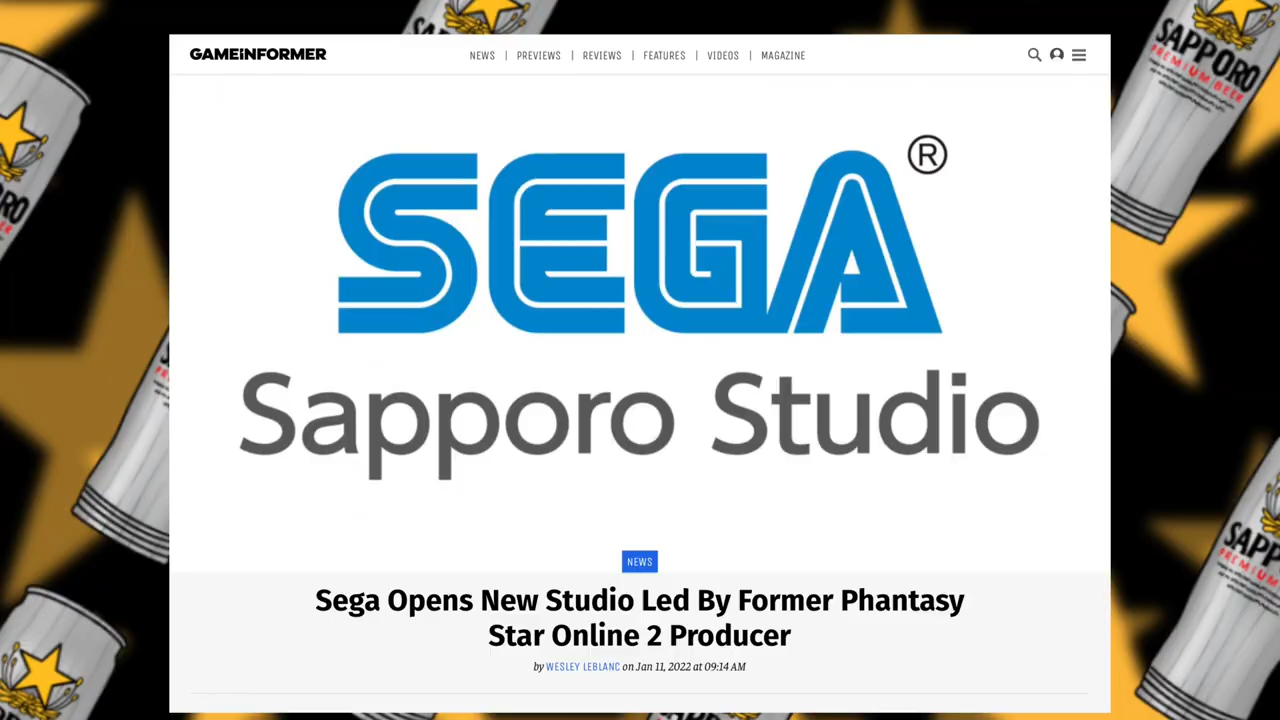 GAMEiNFORMER
NEWS | PREVIEWS | REVIEWS | FEATURES | VIDEOS | MAGAZINE
SEGA®
Sapporo Studio
NEWS
Sega Opens New Studio Led By Former Phantasy
Star Online 2 Producer
by WESLEY LEBLANC on Jan 11, 2022 at 09:14 AM
SAPPORO
PREMIUM BEER